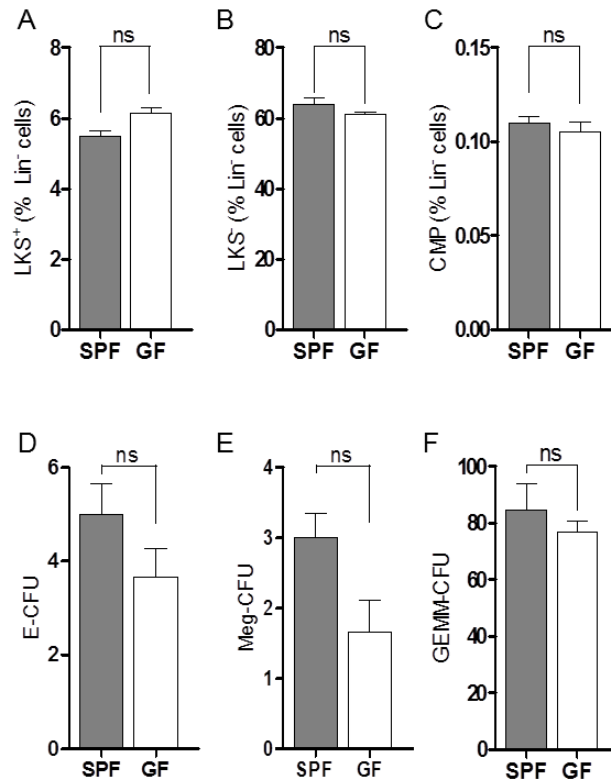 A
ns
LKS⁺ (% Lin⁻ cells)
8
6
4
2
0
SPF GF
B
ns
LKS⁻ (% Lin⁻ cells)
80
60
40
20
0
SPF GF
C
ns
CMP (% Lin⁻ cells)
0.15
0.10
0.05
0.00
SPF GF
D
ns
E-CFU
6
4
2
0
SPF GF
E
ns
Meg-CFU
4
3
2
1
0
SPF GF
F
ns
GEMM-CFU
100
80
60
40
20
0
SPF GF